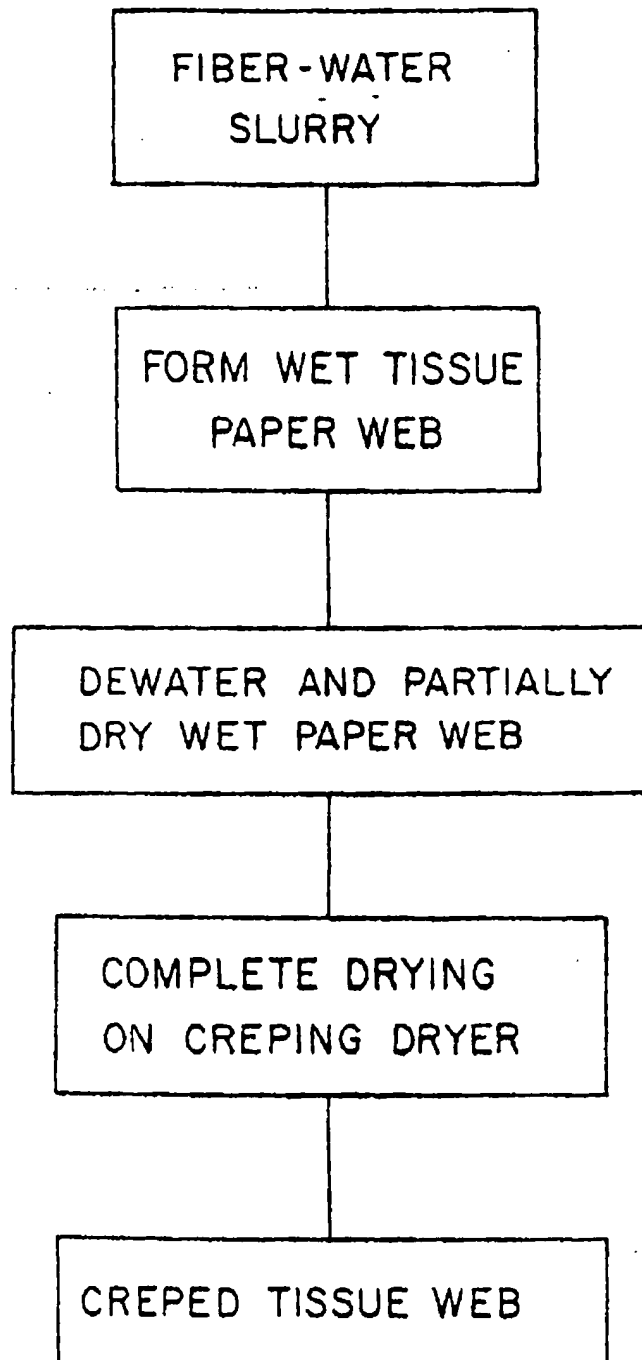 FIBER-WATER
SLURRY
FORM WET TISSUE
PAPER WEB
DEWATER AND PARTIALLY
DRY WET PAPER WEB
COMPLETE DRYING
ON CREPING DRYER
CREPED TISSUE WEB